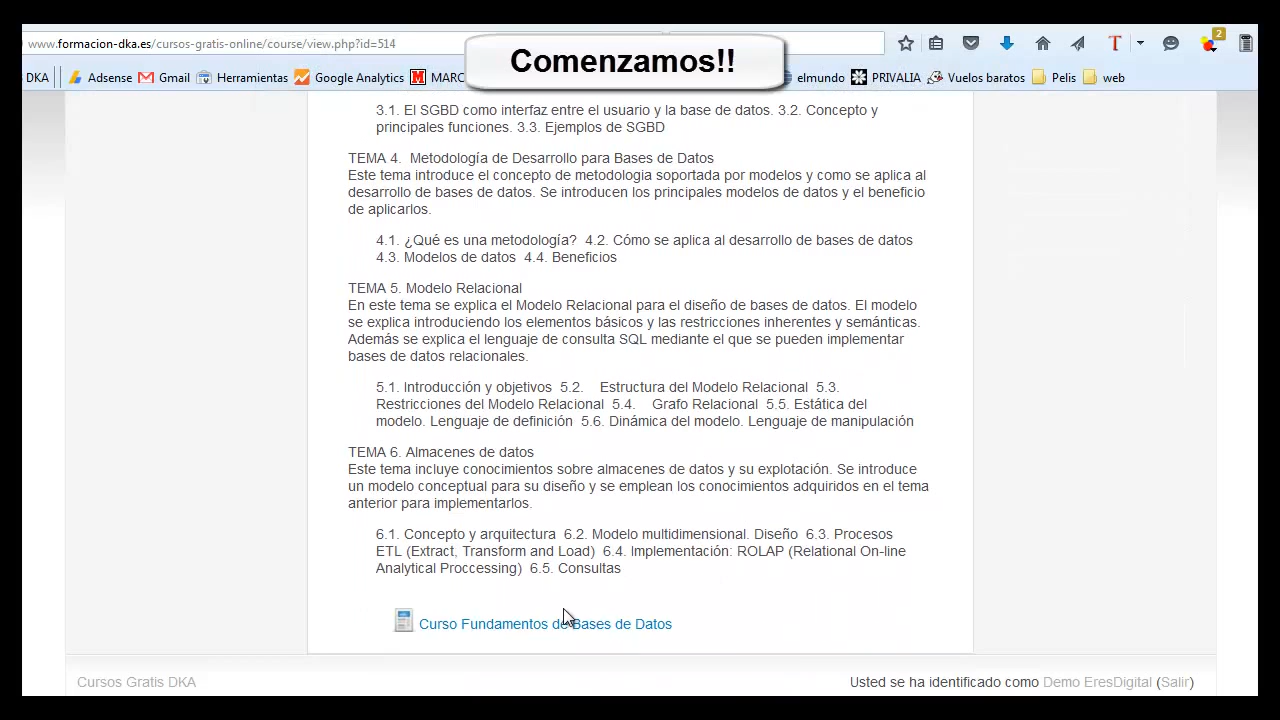 Comenzamos!!
www.formacion-dka.es/cursos-gratis-online/course/view.php?id=514
2
DKA Adsense Gmail Herramientas Google Analytics MARC elmundo PRIVALIA Vuelos baratos Pelis web
3.1. El SGBD como interfaz entre el usuario y la base de datos. 3.2. Concepto y
principales funciones. 3.3. Ejemplos de SGBD
TEMA 4. Metodología de Desarrollo para Bases de Datos
Este tema introduce el concepto de metodologia soportada por modelos y como se aplica al
desarrollo de bases de datos. Se introducen los principales modelos de datos y el beneficio
de aplicarlos.
4.1. ¿Qué es una metodología? 4.2. Cómo se aplica al desarrollo de bases de datos
4.3. Modelos de datos 4.4. Beneficios
TEMA 5. Modelo Relacional
En este tema se explica el Modelo Relacional para el diseño de bases de datos. El modelo
se explica introduciendo los elementos básicos y las restricciones inherentes y semánticas.
Además se explica el lenguaje de consulta SQL mediante el que se pueden implementar
bases de datos relacionales.
5.1. Introducción y objetivos 5.2. Estructura del Modelo Relacional 5.3.
Restricciones del Modelo Relacional 5.4. Grafo Relacional 5.5. Estática del
modelo. Lenguaje de definición 5.6. Dinámica del modelo. Lenguaje de manipulación
TEMA 6. Almacenes de datos
Este tema incluye conocimientos sobre almacenes de datos y su explotación. Se introduce
un modelo conceptual para su diseño y se emplean los conocimientos adquiridos en el tema
anterior para implementarlos.
6.1. Concepto y arquitectura 6.2. Modelo multidimensional. Diseño 6.3. Procesos
ETL (Extract, Transform and Load) 6.4. Implementación: ROLAP (Relational On-line
Analytical Proccessing) 6.5. Consultas
Curso Fundamentos de Bases de Datos
Cursos Gratis DKA
Usted se ha identificado como Demo EresDigital (Salir)